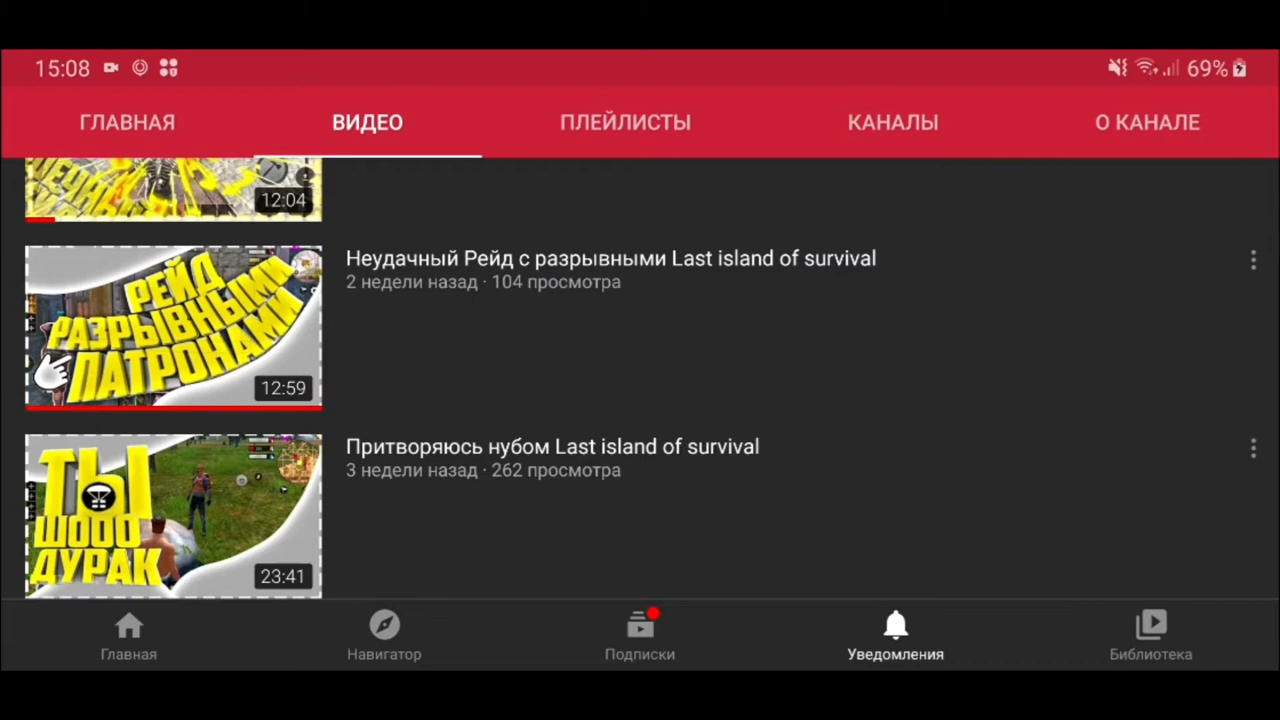 15:08
69%
ГЛАВНАЯ
ВИДЕО
ПЛЕЙЛИСТЫ
КАНАЛЫ
О КАНАЛЕ
12:04
РЕЙД
РАЗРЫВНЫМИ
ПАТРОНАМИ
12:59
Неудачный Рейд с разрывными Last island of survival
2 недели назад · 104 просмотра
ТЫ
ШООО
ДУРАК
23:41
Притворяюсь нубом Last island of survival
3 недели назад · 262 просмотра
Главная
Навигатор
Подписки
Уведомления
Библиотека